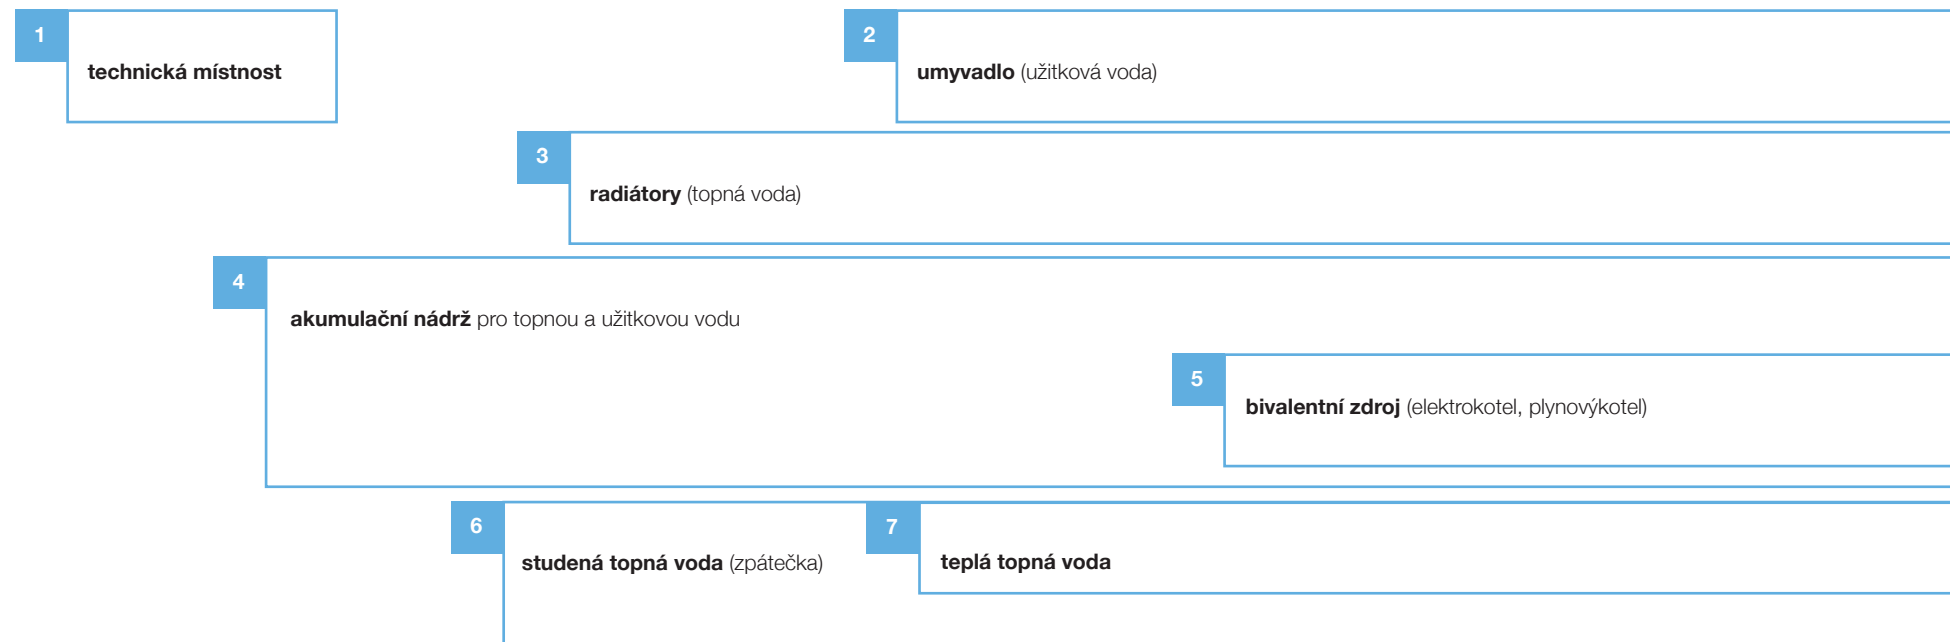 1
technická místnost
2
umyvadlo (užitková voda)
3
radiátory (topná voda)
4
akumulační nádrž pro topnou a užitkovou vodu
5
bivalentní zdroj (elektrokotel, plynovýkotel)
6
studená topná voda (zpátečka)
7
teplá topná voda